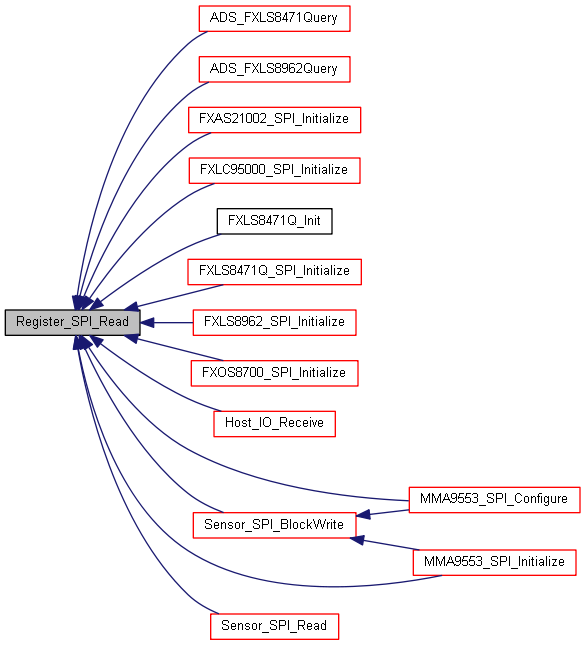 ADS_FXLS8471Query
ADS_FXLS8962Query
FXAS21002_SPI_Initialize
FXLC95000_SPI_Initialize
FXLS8471Q_Init
FXLS8471Q_SPI_Initialize
Register_SPI_Read
FXLS8962_SPI_Initialize
FXOS8700_SPI_Initialize
Host_IO_Receive
MMA9553_SPI_Configure
Sensor_SPI_BlockWrite
MMA9553_SPI_Initialize
Sensor_SPI_Read